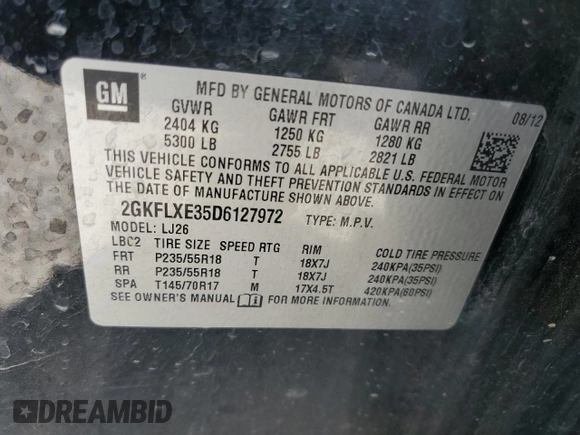 GM ®
MFD BY GENERAL MOTORS OF CANADA LTD.
08/12
GVWR GAWR FRT GAWR RR
2404 KG 1250 KG 1280 KG
5300 LB 2755 LB 2821 LB
THIS VEHICLE CONFORMS TO ALL APPLICABLE U.S. FEDERAL MOTOR
VEHICLE SAFETY AND THEFT PREVENTION STANDARDS IN EFFECT ON
THE DATE OF MANUFACTURE SHOWN ABOVE.
2GKFLXE35D6127972 TYPE: M.P.V.
MODEL: LJ26
LBC2 TIRE SIZE SPEED RTG RIM COLD TIRE PRESSURE
FRT P235/55R18 T 18X7J 240KPA(35PSI)
RR P235/55R18 T 18X7J 240KPA(35PSI)
SPA T145/70R17 M 17X4.5T 420KPA(60PSI)
SEE OWNER'S MANUAL FOR MORE INFORMATION.
DREAMBID